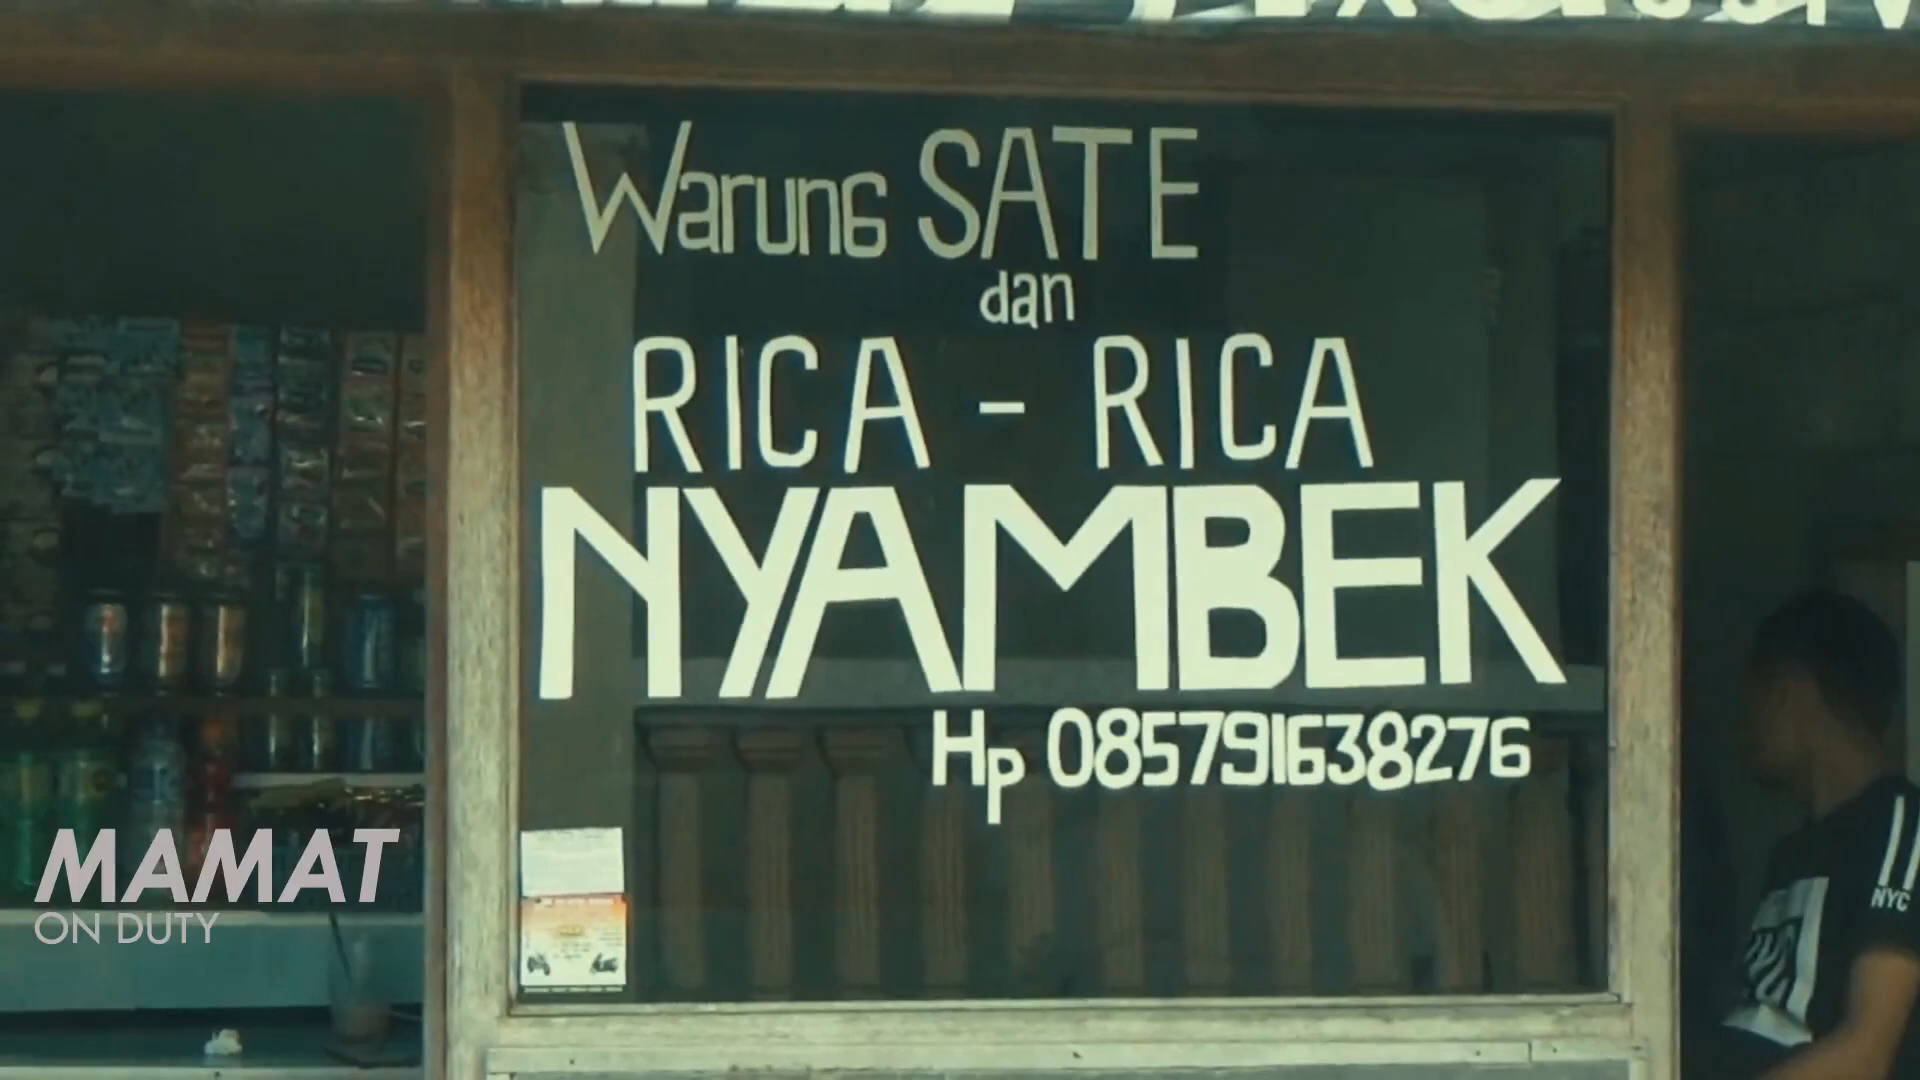 Warung SATE
dan
RICA - RICA
NYAMBEK
Hp 085791638276
MAMAT
ON DUTY
NYC